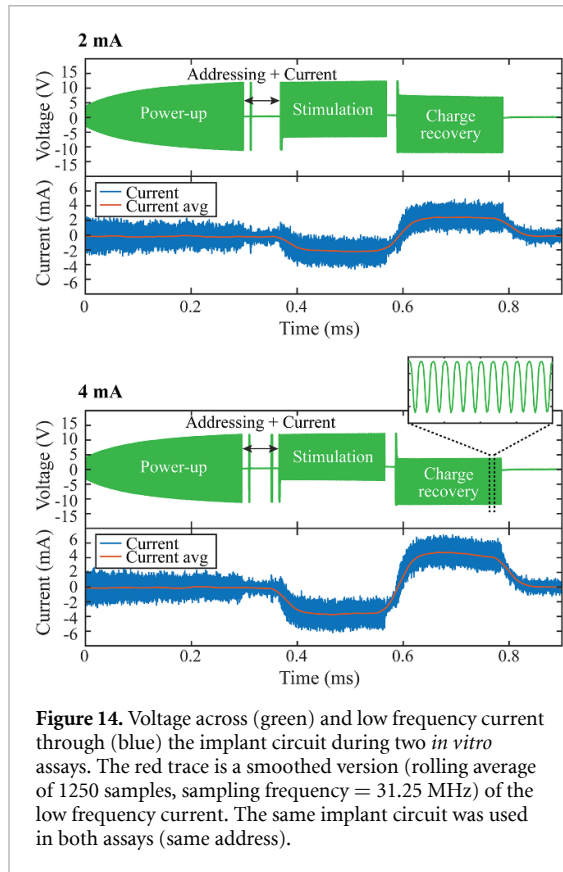 2 mA
Addressing + Current
15
10
5
0
-5
-10
-15
Voltage (V)
Power-up
Stimulation
Charge
recovery
6
4
2
0
-2
-4
-6
Current (mA)
Current
Current avg
0 0.2 0.4 0.6 0.8
Time (ms)
4 mA
Addressing + Current
15
10
5
0
-5
-10
-15
Voltage (V)
Power-up
Stimulation
Charge
recovery
6
4
2
0
-2
-4
-6
Current (mA)
Current
Current avg
0 0.2 0.4 0.6 0.8
Time (ms)
Figure 14. Voltage across (green) and low frequency current
through (blue) the implant circuit during two in vitro
assays. The red trace is a smoothed version (rolling average
of 1250 samples, sampling frequency = 31.25 MHz) of the
low frequency current. The same implant circuit was used
in both assays (same address).